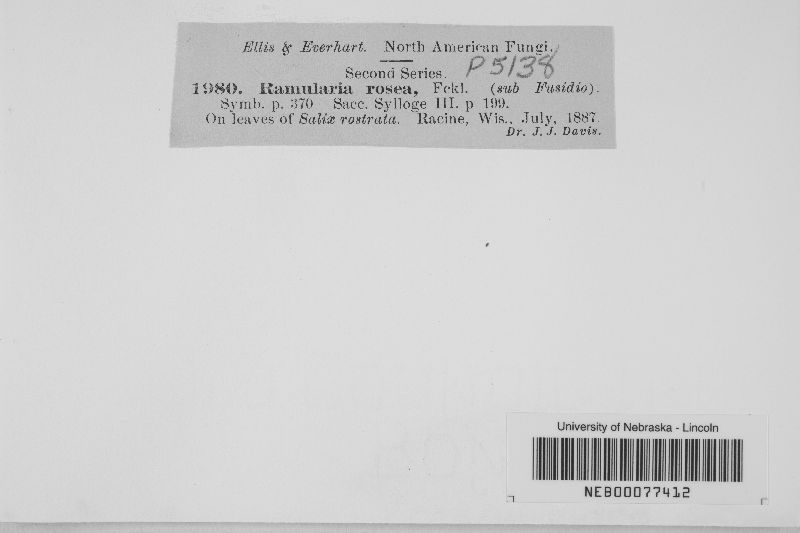 Ellis & Everhart. North American Fungi.
Second Series. P5138
1980. Ramularia rosea, Fckl. (sub Fusidio).
Symb. p. 370 Sacc. Sylloge III. p 199.
On leaves of Salix rostrata. Racine, Wis., July, 1887.
Dr. J. J. Davis.
University of Nebraska - Lincoln
NEB00077412